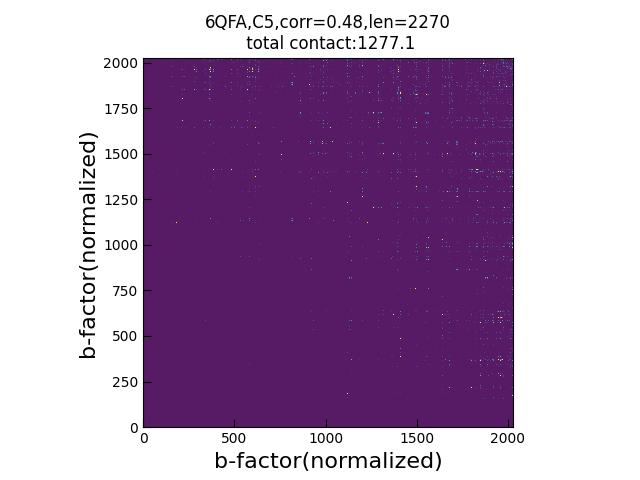 6QFA,C5,corr=0.48,len=2270
total contact:1277.1
2000
1750
1500
1250
1000
750
500
250
0
b-factor(normalized)
0 500 1000 1500 2000
b-factor(normalized)